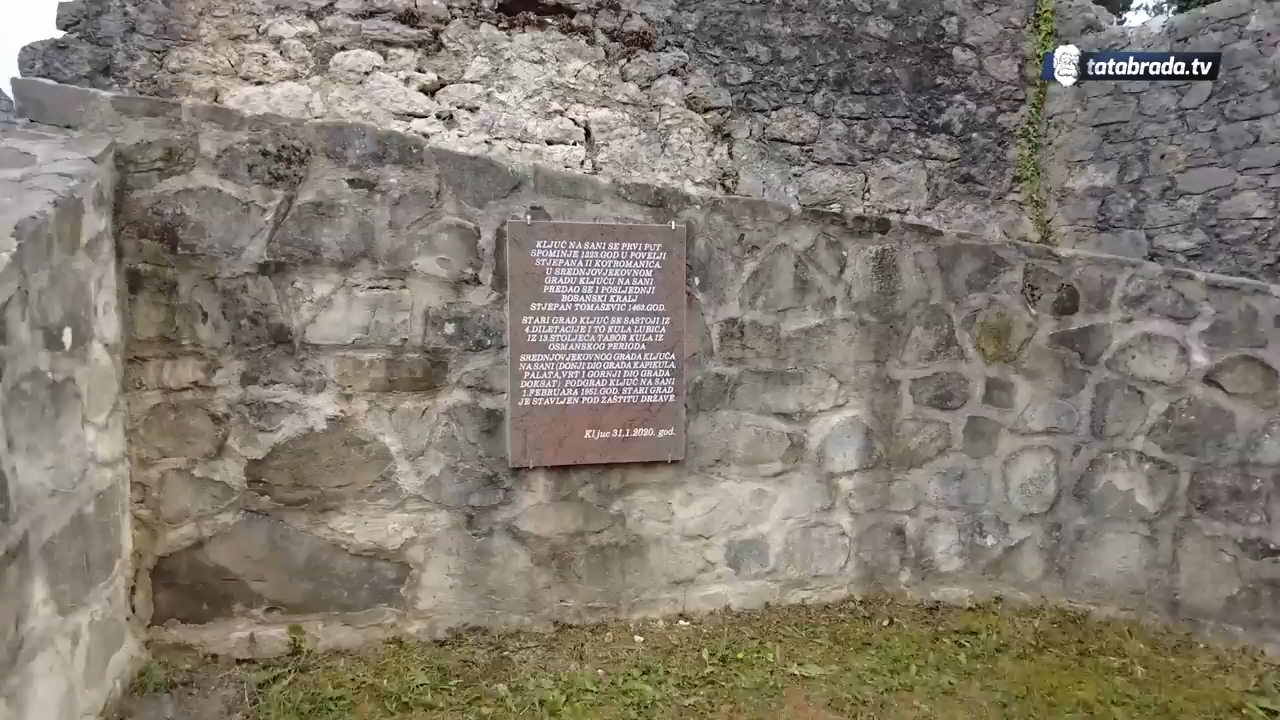 tatabrada.tv
KLJUČ NA SANI SE PRVI PUT
SPOMINJE 1323.GOD U POVELJI
STJEPANA II KOTROMANIĆA.
U SREDNJOVJEKOVNOM
GRADU KLJUČU NA SANI
PREDAO SE I POSLJEDNJI
BOSANSKI KRALJ
STJEPAN TOMAŠEVIĆ 1463.GOD.
STARI GRAD KLJUČ SE SASTOJI IZ
4.DILETACIJE I TO KULA LUBICA
IZ 13.STOLJEĆA TABOR KULA IZ
OSMANSKOG PERIODA
SREDNJOVJEKOVNOG GRADA KLJUČA
NA SANI (DONJI DIO GRADA KAPIKULA,
PALATA, VRT I GORNJI DIO GRADA
DOKSAT) PODGRAD KLJUČ NA SANI
1.FEBUARA 1951.GOD. STARI GRAD
JE STAVLJEN POD ZAŠTITU DRŽAVE.
Kljuc 31.1.2020. god.